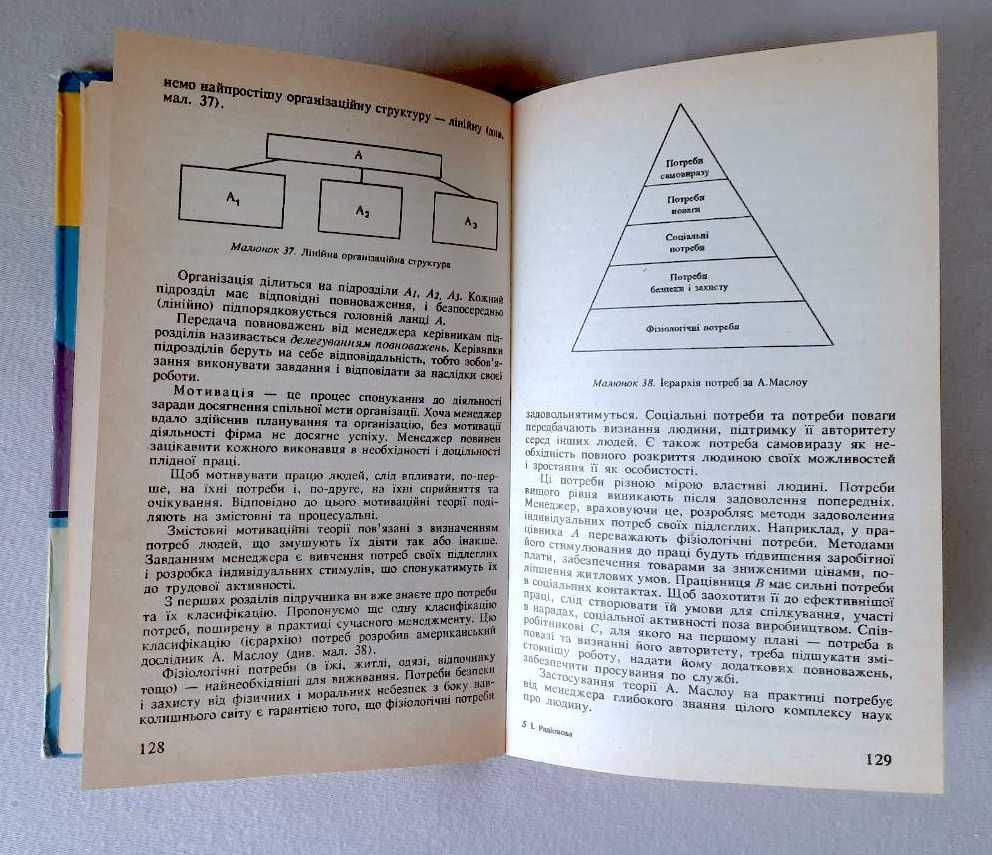 немо найпростішу організаційну структуру — лінійну (див.
мал. 37).
А
А1
А2
А3
Малюнок 37. Лінійна організаційна структура
Організація ділиться на підрозділи А1, А2, А3. Кожний
підрозділ має відповідні повноваження, і безпосередньо
(лінійно) підпорядковується головній ланці А.
Передача повноважень від менеджера керівникам під-
розділів називається делегуванням повноважень. Керівники
підрозділів беруть на себе відповідальність, тобто зобов'я-
зання виконувати завдання і відповідати за наслідки своєї
роботи.
Мотивація — це процес спонукання до діяльності
заради досягнення спільної мети організації. Хоча менеджер
вдало здійснив планування та організацію, без мотивації
діяльності фірма не досягне успіху. Менеджер повинен
зацікавити кожного виконавця в необхідності і доцільності
плідної праці.
Щоб мотивувати працю людей, слід впливати, по-пер-
ше, на їхні потреби і, по-друге, на їхні сприйняття та
очікування. Відповідно до цього мотиваційні теорії поді-
ляють на змістовні та процесуальні.
Змістовні мотиваційні теорії пов'язані з визначенням
потреб людей, що змушують їх діяти так або інакше.
Завданням менеджера є вивчення потреб своїх підлеглих
і розробка індивідуальних стимулів, що спонукатимуть їх
до трудової активності.
З перших розділів підручника ви вже знаєте про потреби
та їх класифікацію. Пропонуємо ще одну класифікацію
потреб, поширену в практиці сучасного менеджменту. Цю
класифікацію (ієрархію) потреб розробив американський
дослідник А. Маслоу (див. мал. 38).
Фізіологічні потреби (в їжі, житлі, одязі, відпочинку
тощо) — найнеобхідніші для виживання. Потреби безпеки
і захисту від фізичних і моральних небезпек з боку нав-
колишнього світу є гарантією того, що фізіологічні потреби
128
Потреби
самовиразу
Потреби
поваги
Соціальні
потреби
Потреби
безпеки і захисту
Фізіологічні потреби
Малюнок 38. Ієрархія потреб за А.Маслоу
задовольнятимуться. Соціальні потреби та потреби поваги
передбачають визнання людини, підтримку її авторитету
серед інших людей. Є також потреба самовиразу як не-
обхідність повного розкриття людиною своїх можливостей
і зростання її як особистості.
Ці потреби різною мірою властиві людині. Потреби
вищого рівня виникають після задоволення попередніх.
Менеджер, враховуючи це, розробляє методи задоволення
індивідуальних потреб своїх підлеглих. Наприклад, у пра-
цівника А переважають фізіологічні потреби. Методами
його стимулювання до праці будуть підвищення заробітної
плати, забезпечення товарами за зниженими цінами, по-
ліпшення житлових умов. Працівниця В має сильні потреби
в соціальних контактах. Щоб заохотити її до ефективнішої
праці, слід створювати їй умови для спілкування, участі
в нарадах, соціальної активності поза виробництвом. Спів-
робітникові С, для якого на першому плані — потреба в
повазі та визнанні його авторитету, треба підшукати змі-
стовнішу роботу, надати йому додаткових повноважень,
забезпечити просування по службі.
Застосування теорії А. Маслоу на практиці потребує
від менеджера глибокого знання цілого комплексу наук
про людину.
5 І. Радіонова
129